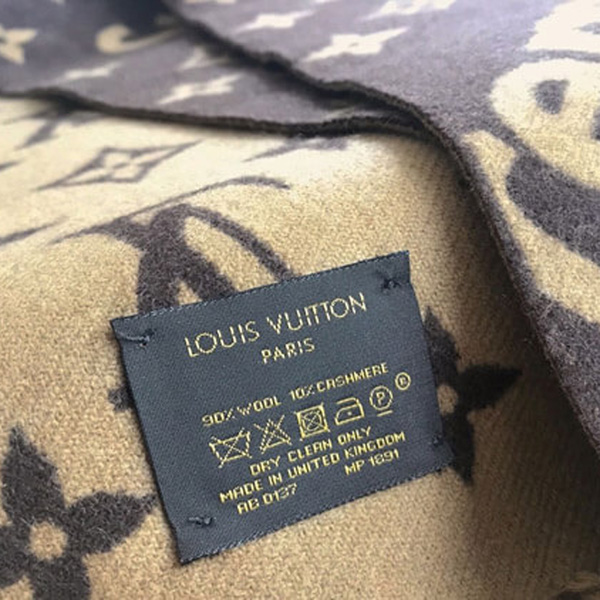 LOUIS VUITTON
PARIS
90% WOOL 10% CASHMERE ®
P
DRY CLEAN ONLY
MADE IN UNITED KINGDOM
AB 0137 MP 1891